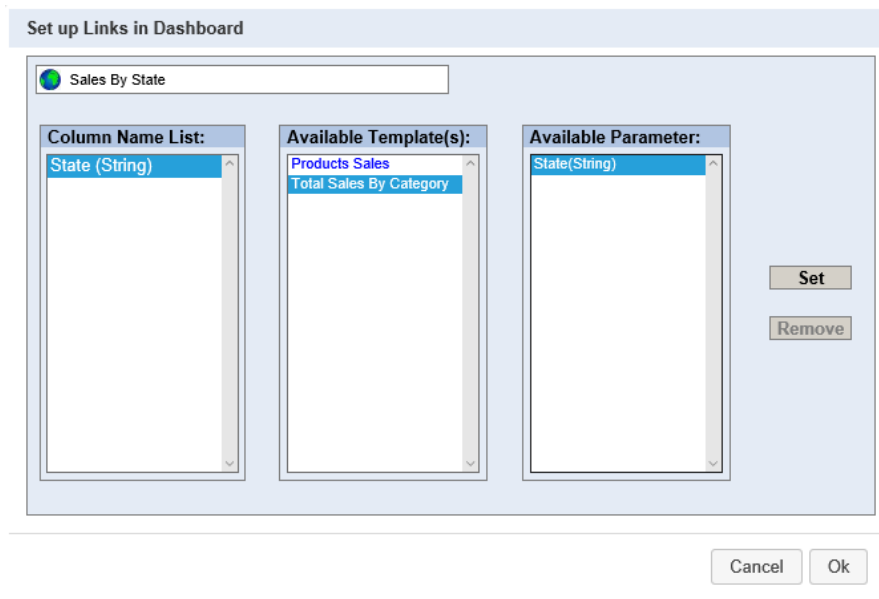 Set up Links in Dashboard
Sales By State
Column Name List:
State (String)
Available Template(s):
Products Sales
Total Sales By Category
Available Parameter:
State(String)
Set
Remove
Cancel
Ok